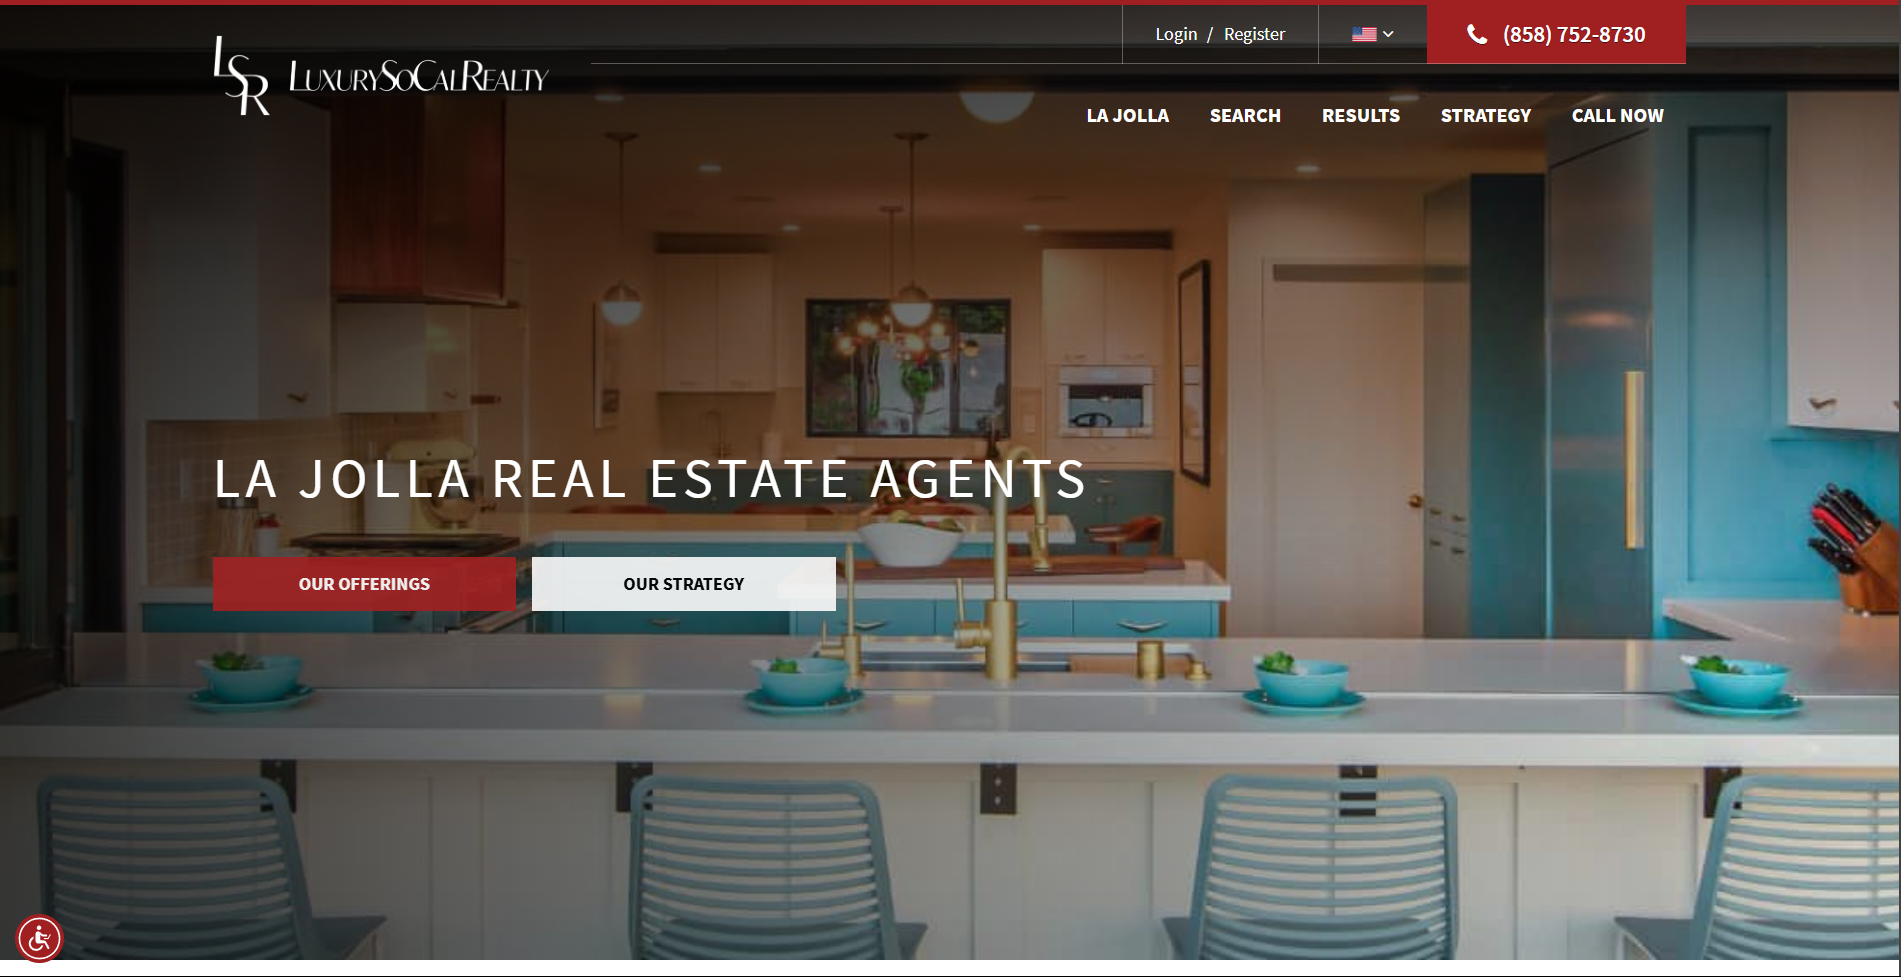 Login / Register
(858) 752-8730
LSR LUXURYSOCALREALTY
LA JOLLA SEARCH RESULTS STRATEGY CALL NOW
LA JOLLA REAL ESTATE AGENTS
OUR OFFERINGS
OUR STRATEGY